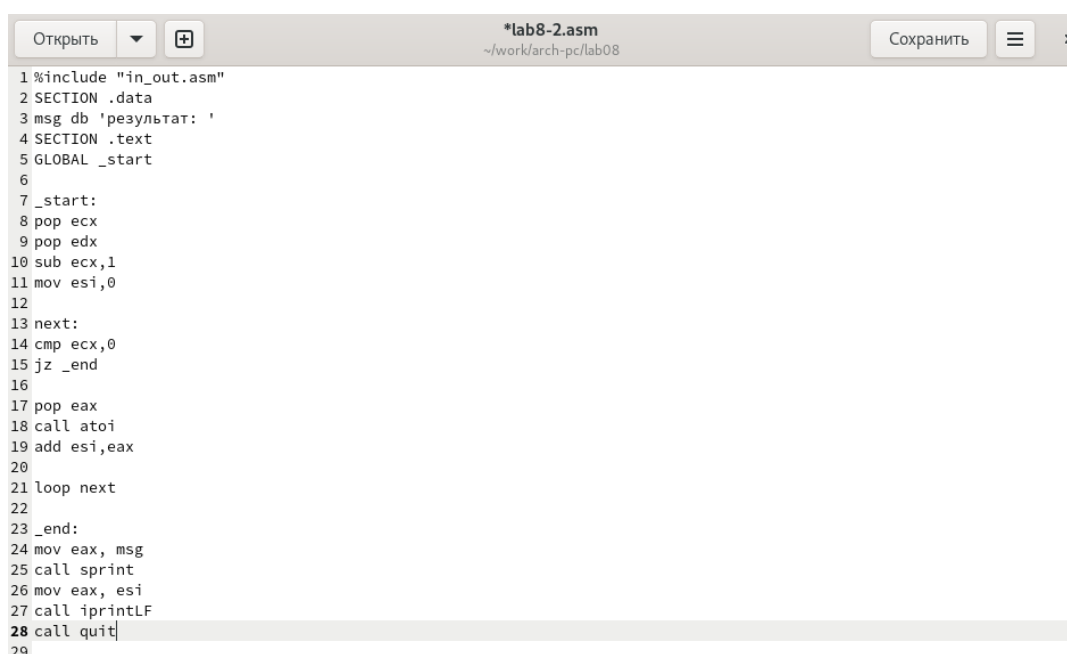 Открыть
*lab8-2.asm
~/work/arch-pc/lab08
Сохранить
1 %include "in_out.asm"
2 SECTION .data
3 msg db 'результат: '
4 SECTION .text
5 GLOBAL _start
6
7 _start:
8 pop ecx
9 pop edx
10 sub ecx,1
11 mov esi,0
12
13 next:
14 cmp ecx,0
15 jz _end
16
17 pop eax
18 call atoi
19 add esi,eax
20
21 loop next
22
23 _end:
24 mov eax, msg
25 call sprint
26 mov eax, esi
27 call iprintLF
28 call quit
29